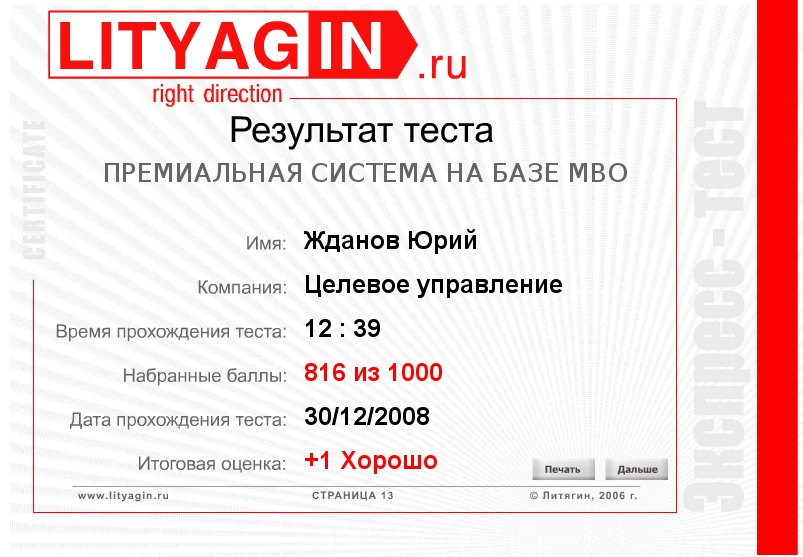 LITYAGIN.ru
right direction
Результат теста
ПРЕМИАЛЬНАЯ СИСТЕМА НА БАЗЕ МВО
CERTIFICATE
Экспресс - тест
Имя: Жданов Юрий
Компания: Целевое управление
Время прохождения теста: 12 : 39
Набранные баллы: 816 из 1000
Дата прохождения теста: 30/12/2008
Итоговая оценка: +1 Хорошо
Печать Дальше
www.lityagin.ru СТРАНИЦА 13 © Литягин, 2006 г.